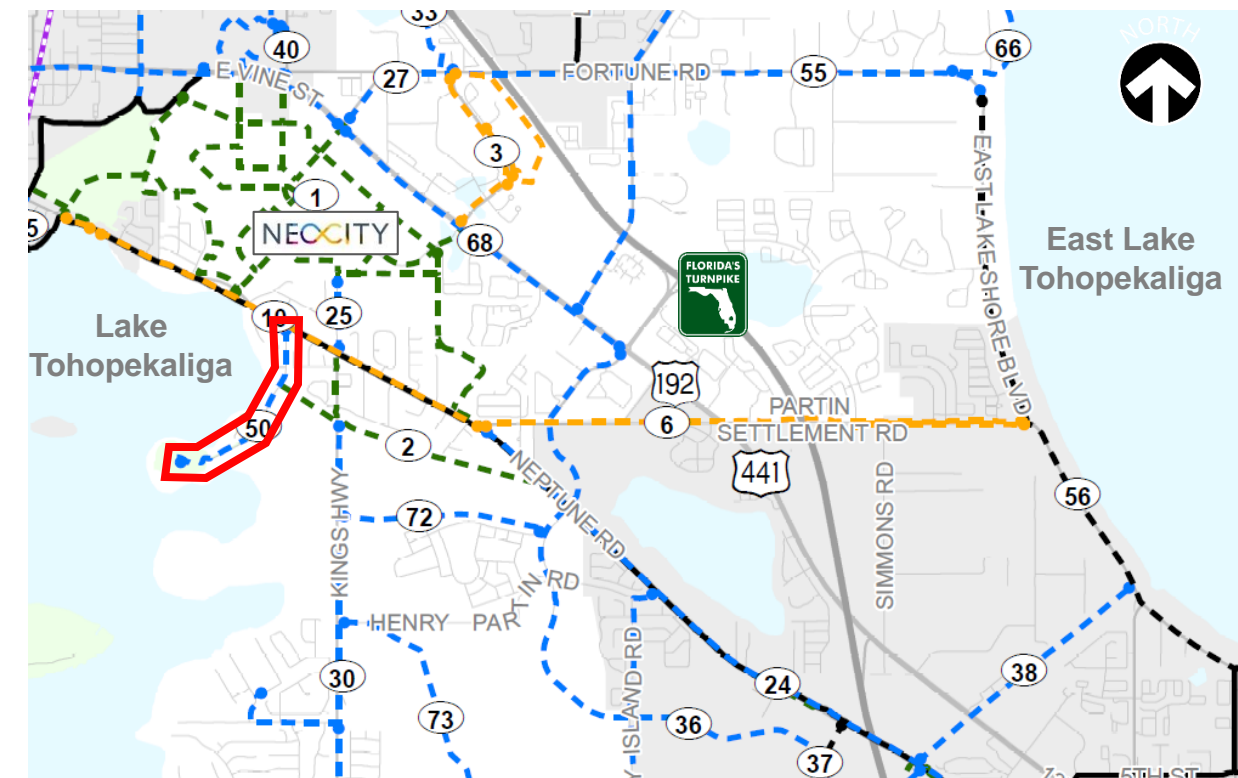 33
NORTH
40
66
E VINE ST
27
FORTUNE RD
55
3
EAST LAKE SHORE BLVD
1
5
NEOCITY
68
East Lake
Tohopekaliga
FLORIDA'S
TURNPIKE
Lake
Tohopekaliga
10
25
192
PARTIN
6
SETTLEMENT RD
50
2
441
NEPTUNE RD
56
KINGS HWY
72
SIMMONS RD
HENRY PARTIN RD
Y ISLAND RD
30
24
38
73
36
37
5TH ST